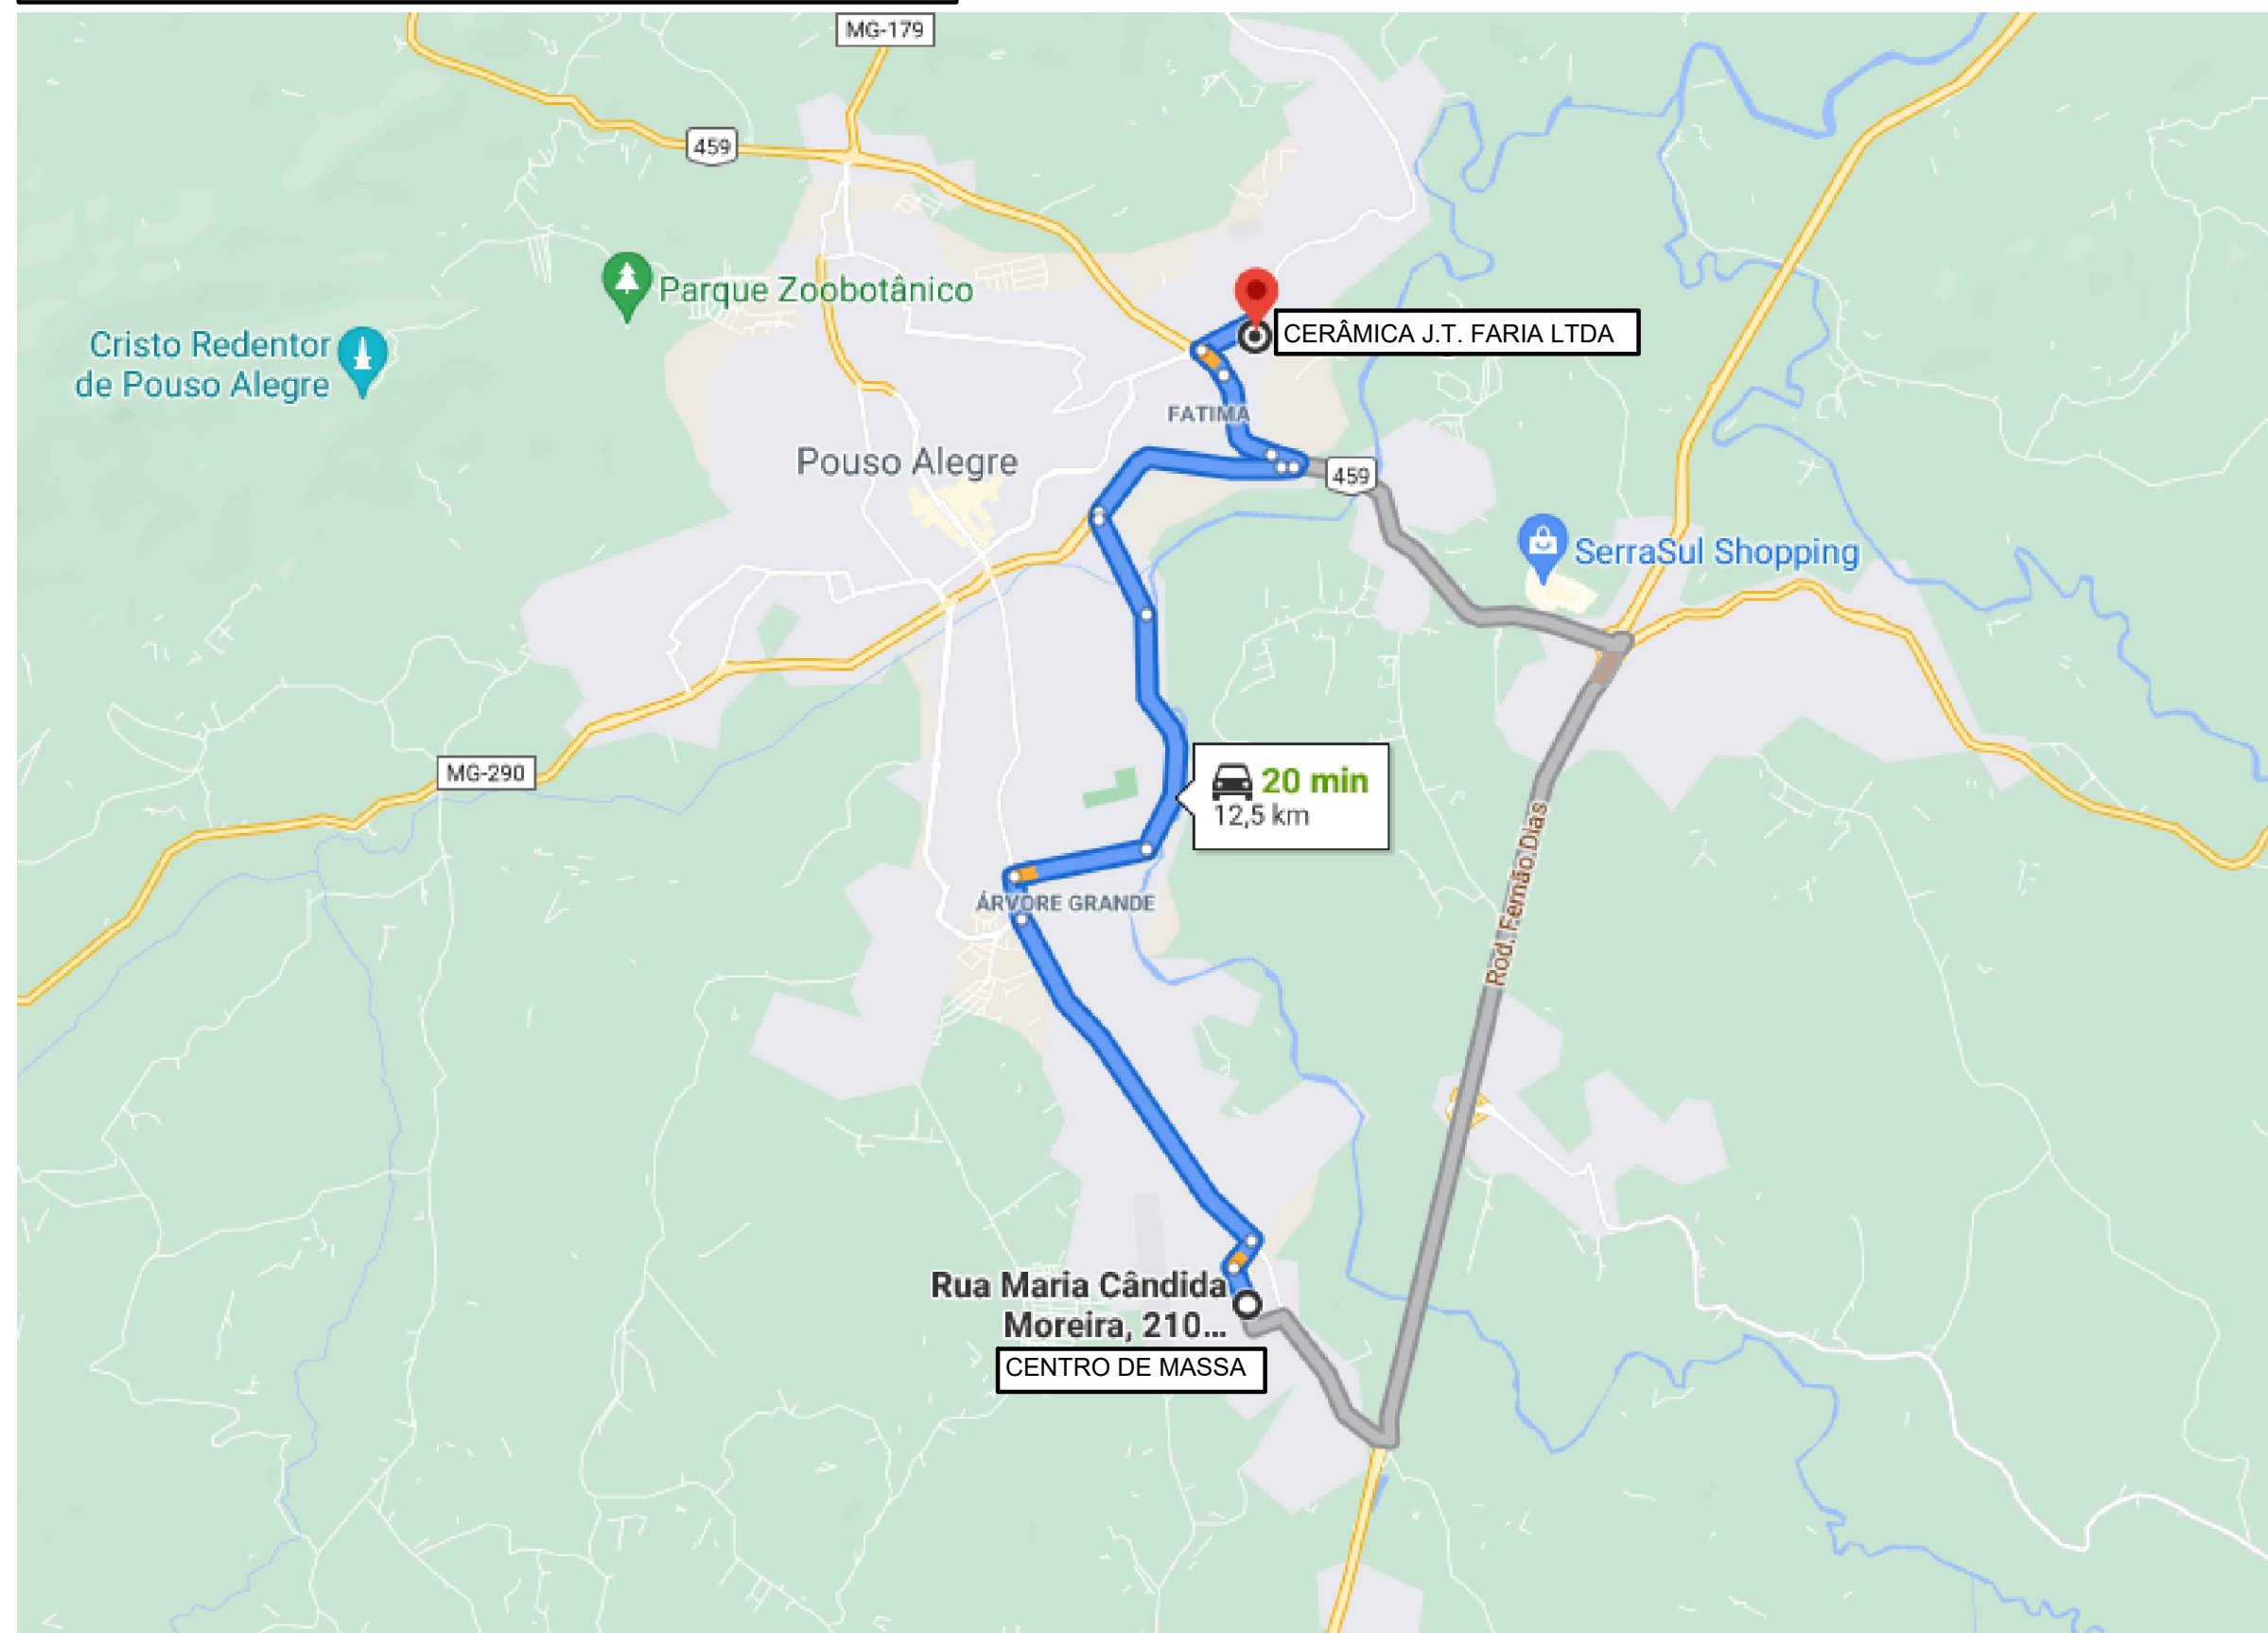 MG-179
459
Parque Zoobotânico
CERÂMICA J.T. FARIA LTDA
Cristo Redentor
de Pouso Alegre
FATIMA
Pouso Alegre
459
SerraSul Shopping
MG-290
20 min
12,5 km
Rod. Fernão Dias
ÁRVORE GRANDE
Rua Maria Cândida
Moreira, 210...
CENTRO DE MASSA